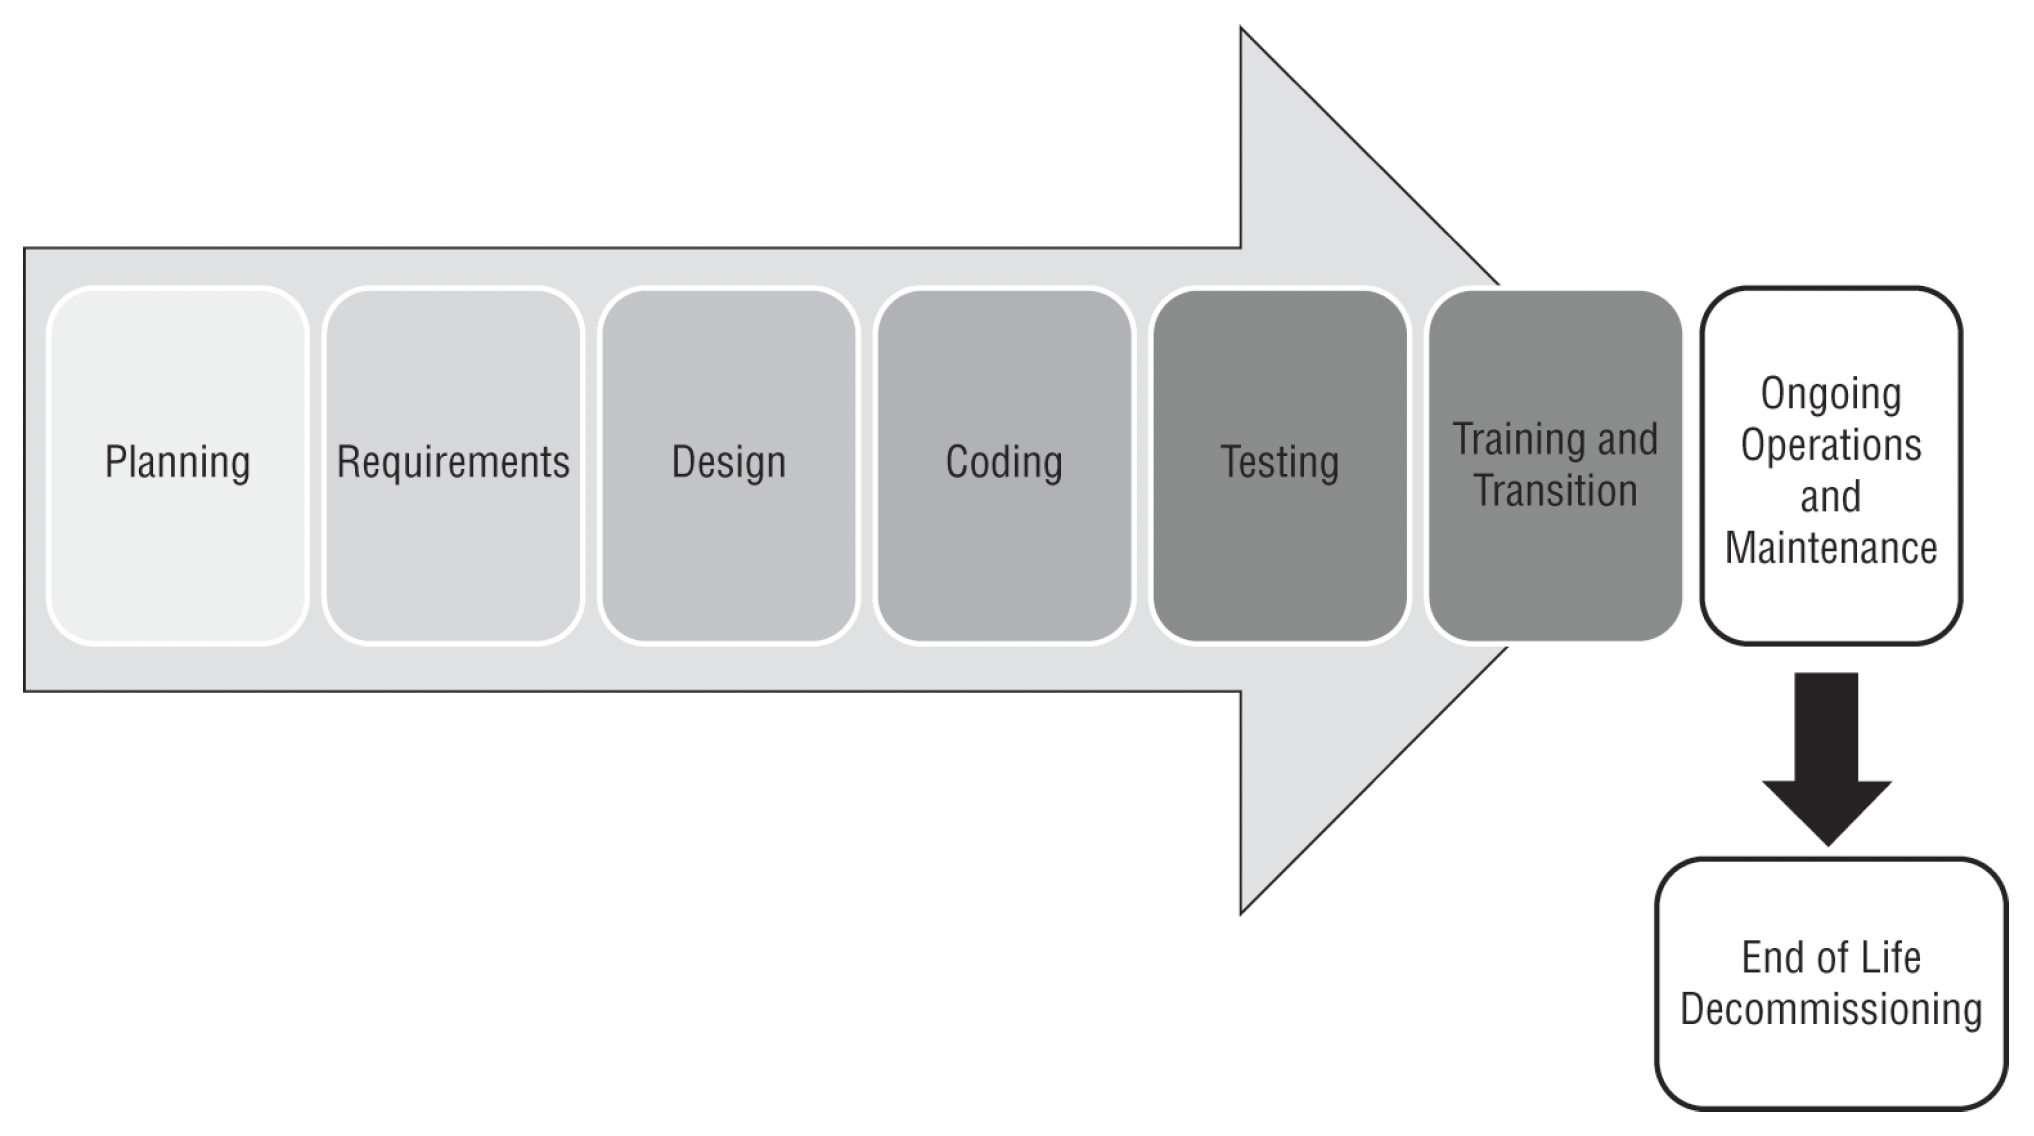 Planning
Requirements
Design
Coding
Testing
Training and
Transition
Ongoing
Operations
and
Maintenance
End of Life
Decommissioning